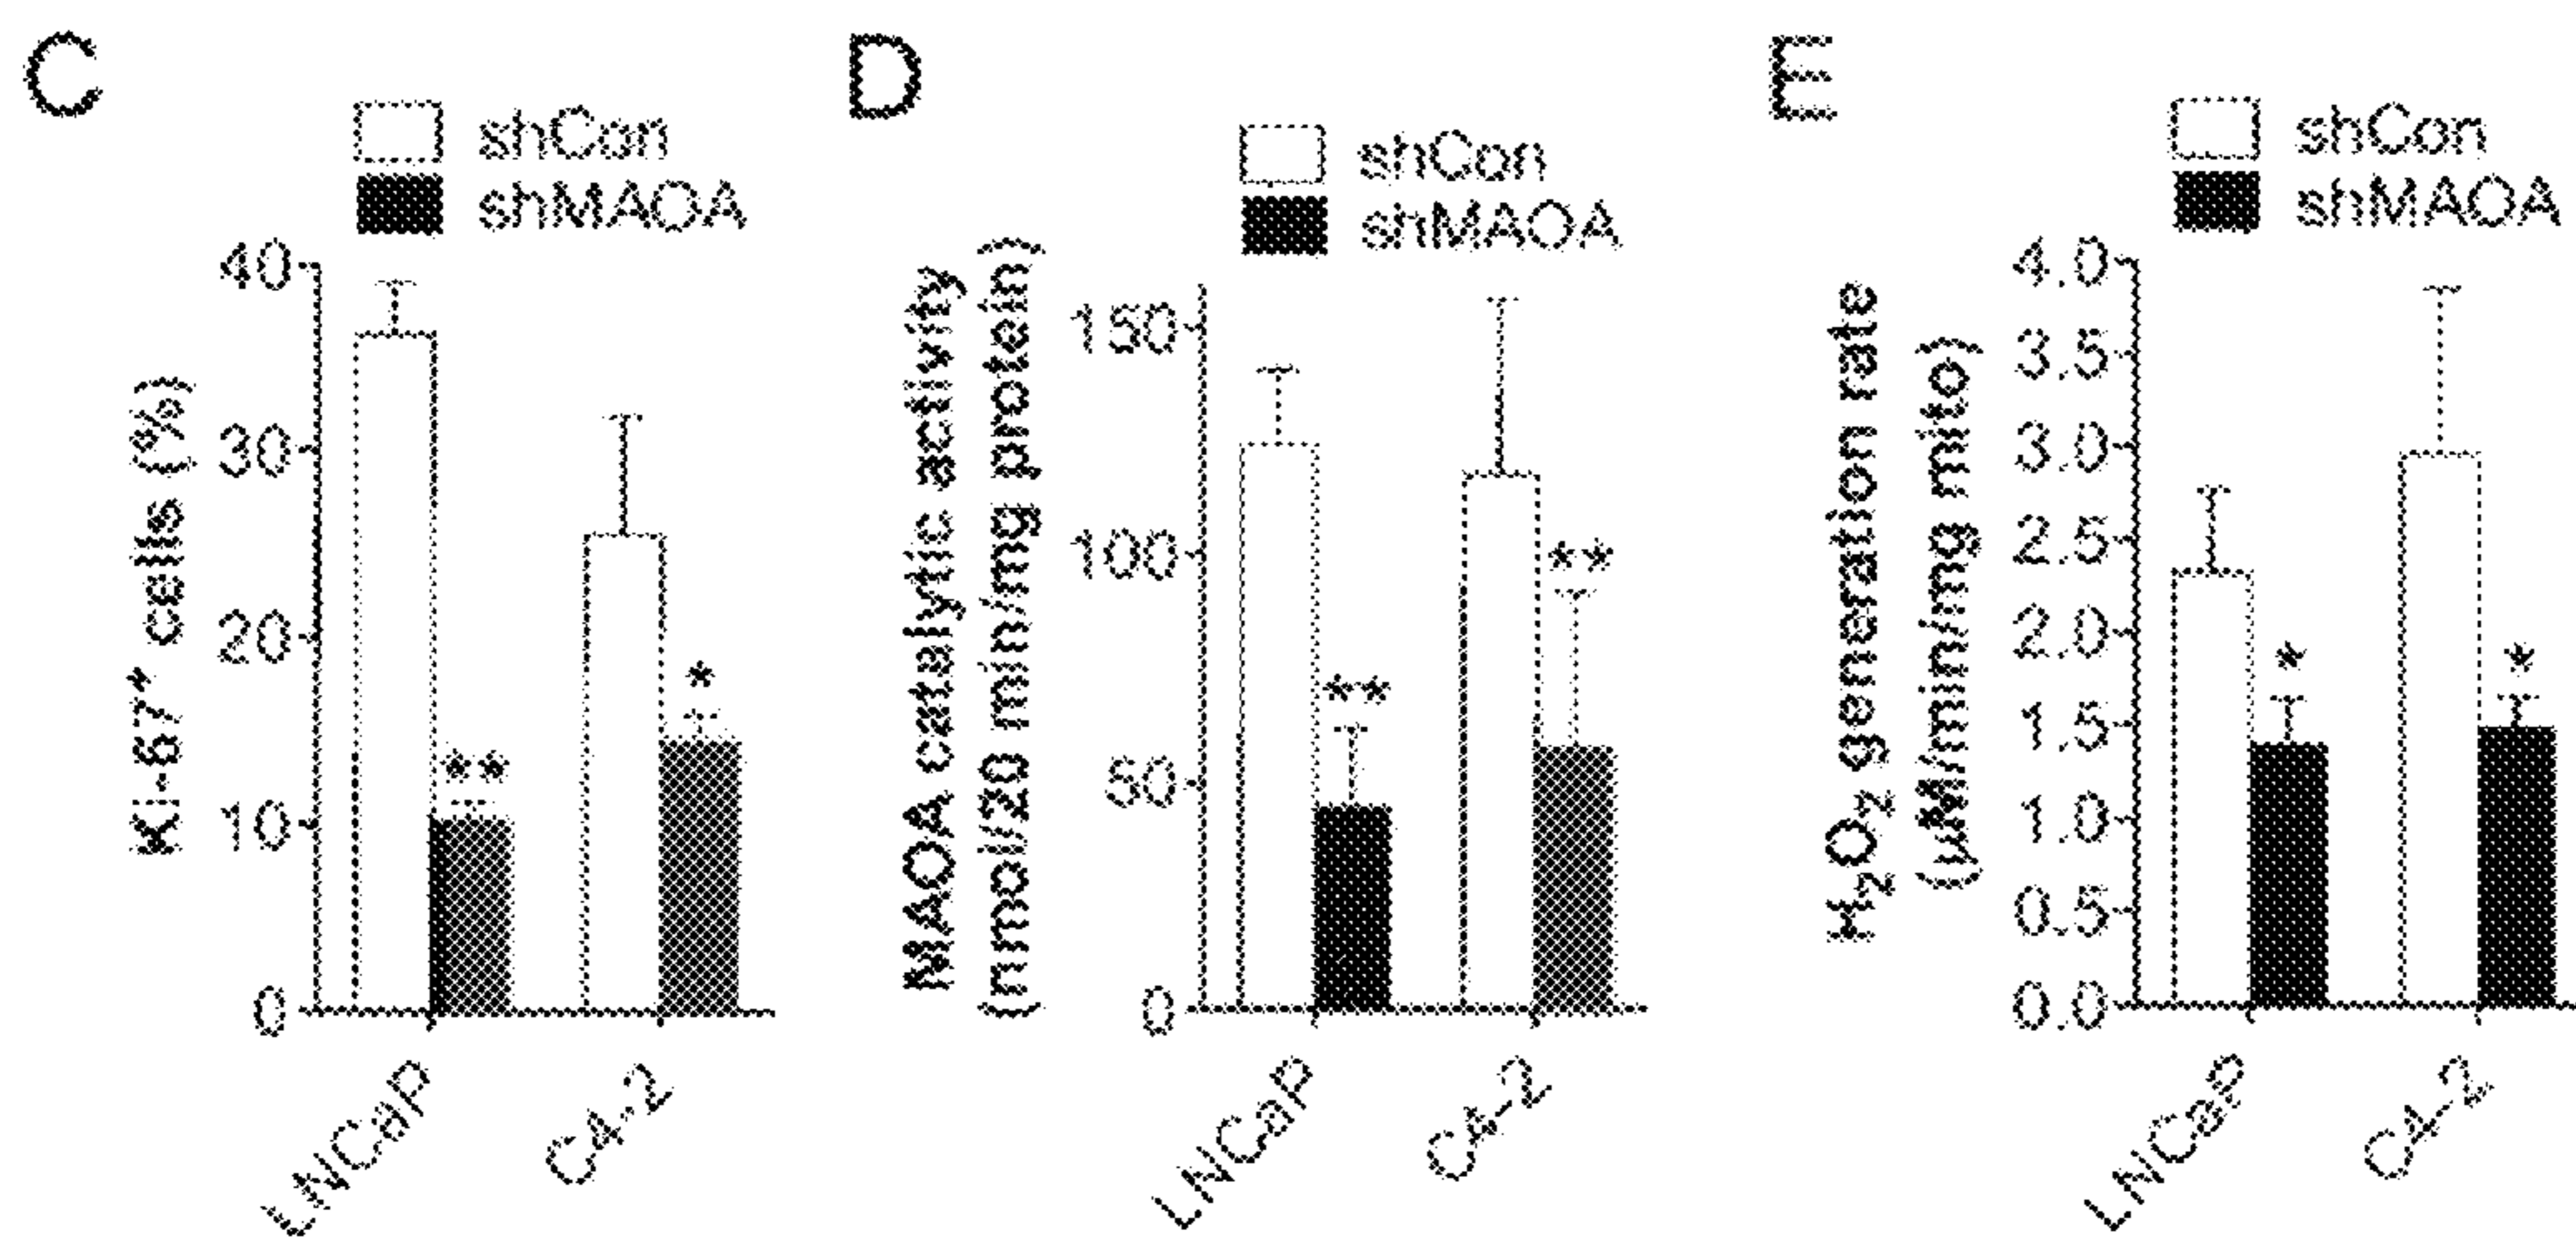 C
shCon
shMAOA
Ki-67⁺ cells (%)
40
30
20
10
0
**
*
LNCaP
C4-2
D
shCon
shMAOA
MAOA catalytic activity
(nmol/20 min/mg protein)
150
100
50
0
**
**
LNCaP
C4-2
E
shCon
shMAOA
H₂O₂ generation rate
(μM/min/mg mito)
4.0
3.5
3.0
2.5
2.0
1.5
1.0
0.5
0.0
*
*
LNCaP
C4-2